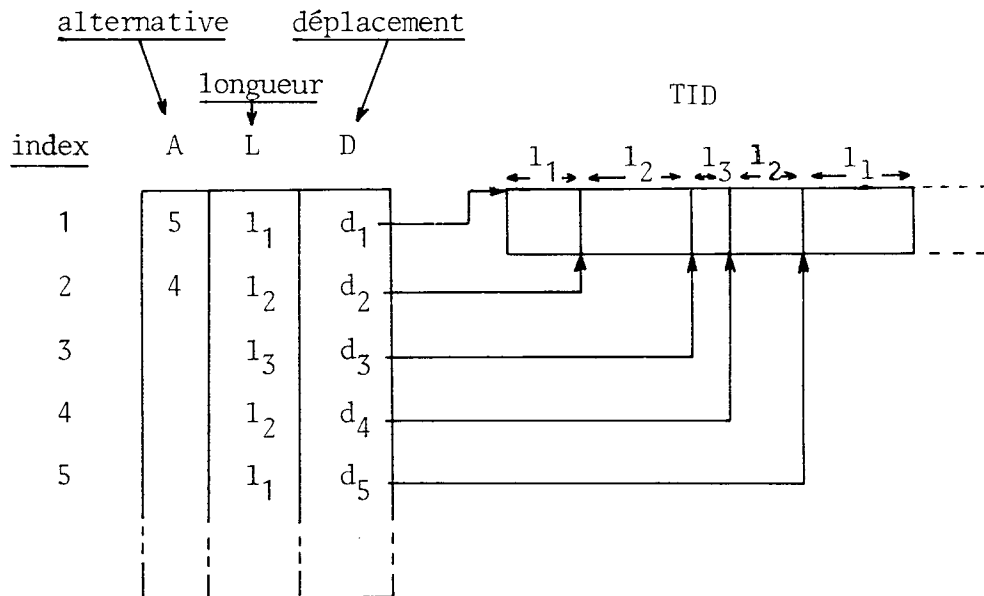 alternative déplacement
longueur
TID
index A L D
l₁ l₂ l₃ l₂ l₁
1 5 l₁ d₁
2 4 l₂ d₂
3 l₃ d₃
4 l₂ d₄
5 l₁ d₅